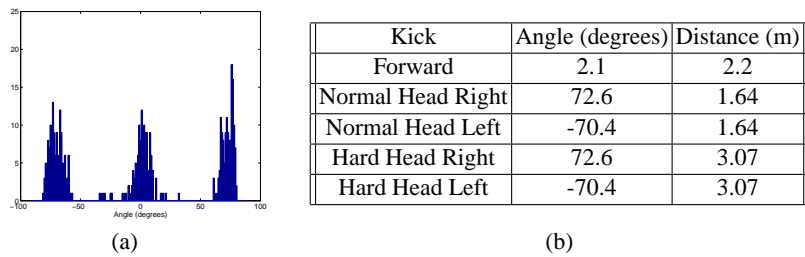 25
20
15
10
5
0
−100 −50 0 50 100
Angle (degrees)
(a)
Kick Angle (degrees) Distance (m)
Forward 2.1 2.2
Normal Head Right 72.6 1.64
Normal Head Left -70.4 1.64
Hard Head Right 72.6 3.07
Hard Head Left -70.4 3.07
(b)